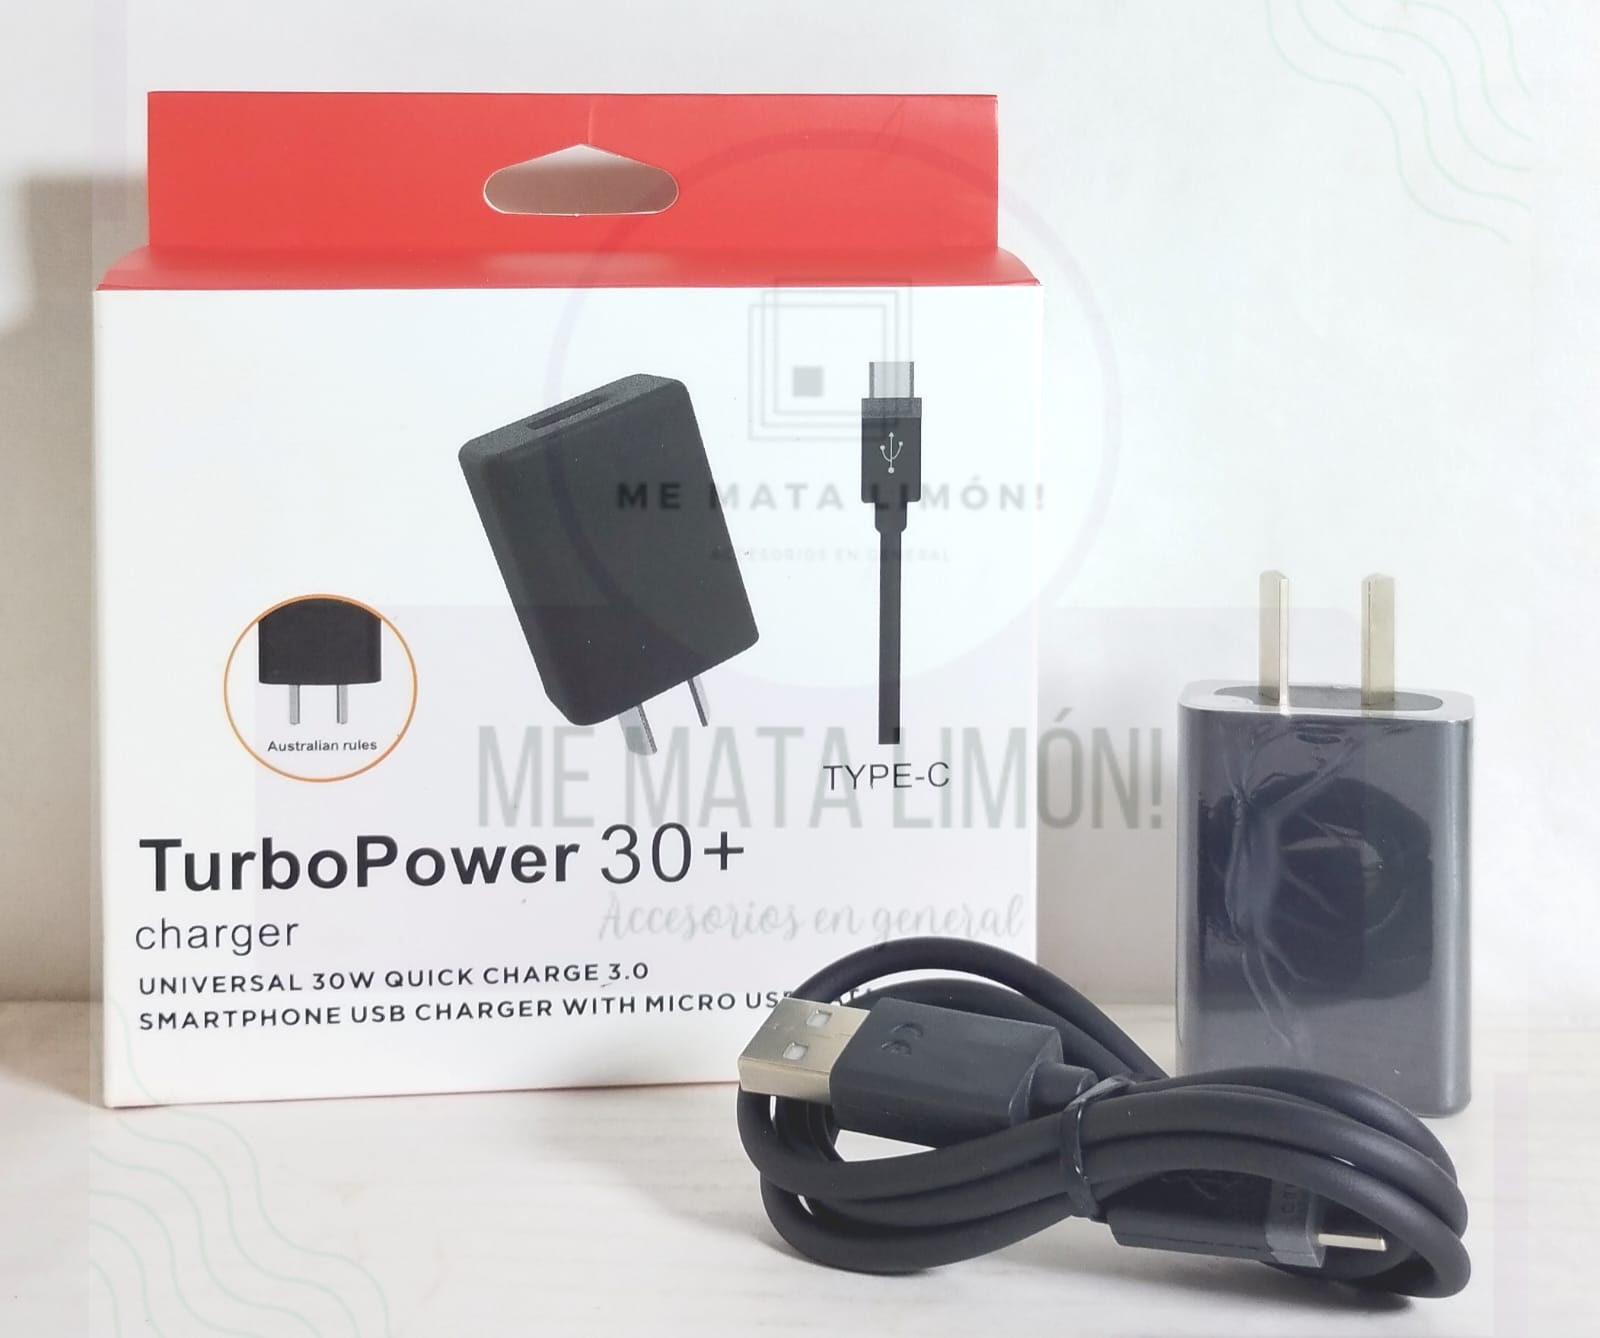 ME MATA LIMÓN!
ACCESORIOS EN GENERAL
Australian rules
TYPE-C
ME MATA LIMÓN!
TurboPower 30+
charger
Accesorios en general
UNIVERSAL 30W QUICK CHARGE 3.0
SMARTPHONE USB CHARGER WITH MICRO
CE